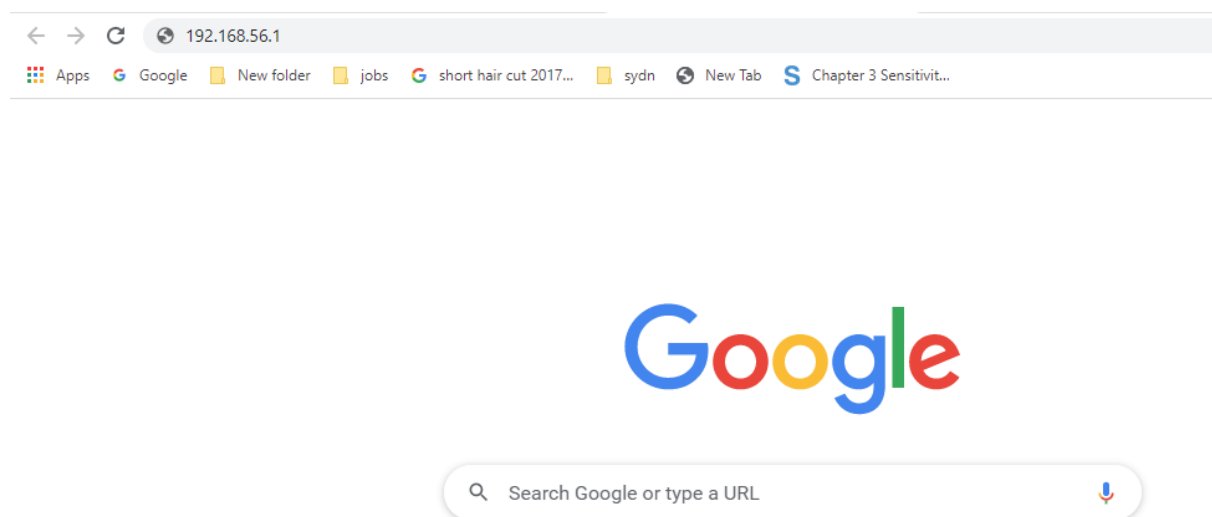 192.168.56.1
Apps Google New folder jobs short hair cut 2017... sydn New Tab Chapter 3 Sensitivit...
Google
Search Google or type a URL